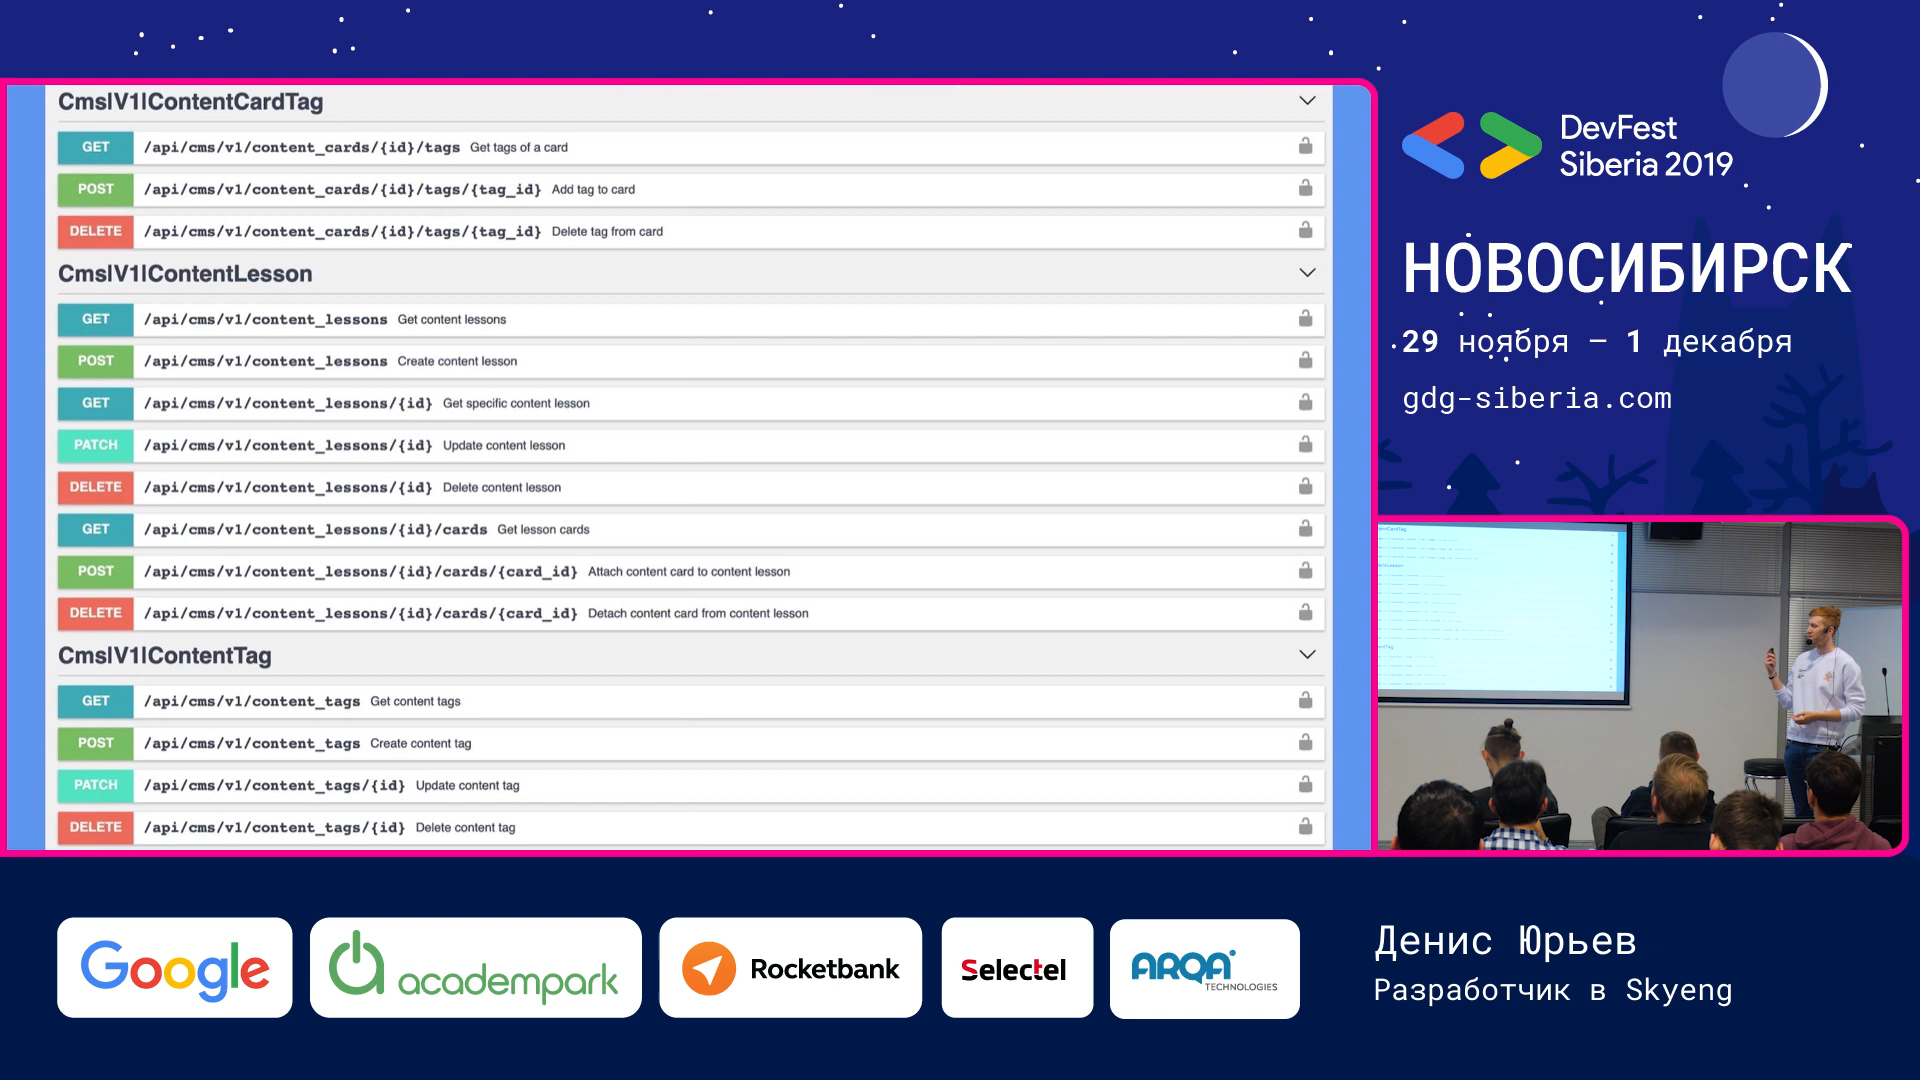 Cms|V1|ContentCardTag
GET /api/cms/v1/content_cards/{id}/tags Get tags of a card
POST /api/cms/v1/content_cards/{id}/tags/{tag_id} Add tag to card
DELETE /api/cms/v1/content_cards/{id}/tags/{tag_id} Delete tag from card
Cms|V1|ContentLesson
GET /api/cms/v1/content_lessons Get content lessons
POST /api/cms/v1/content_lessons Create content lesson
GET /api/cms/v1/content_lessons/{id} Get specific content lesson
PATCH /api/cms/v1/content_lessons/{id} Update content lesson
DELETE /api/cms/v1/content_lessons/{id} Delete content lesson
GET /api/cms/v1/content_lessons/{id}/cards Get lesson cards
POST /api/cms/v1/content_lessons/{id}/cards/{card_id} Attach content card to content lesson
DELETE /api/cms/v1/content_lessons/{id}/cards/{card_id} Detach content card from content lesson
Cms|V1|ContentTag
GET /api/cms/v1/content_tags Get content tags
POST /api/cms/v1/content_tags Create content tag
PATCH /api/cms/v1/content_tags/{id} Update content tag
DELETE /api/cms/v1/content_tags/{id} Delete content tag
DevFest
Siberia 2019
НОВОСИБИРСК
29 ноября – 1 декабря
gdg-siberia.com
Google
academpark
Rocketbank
Selectel
ARQA
TECHNOLOGIES
Денис Юрьев
Разработчик в Skyeng